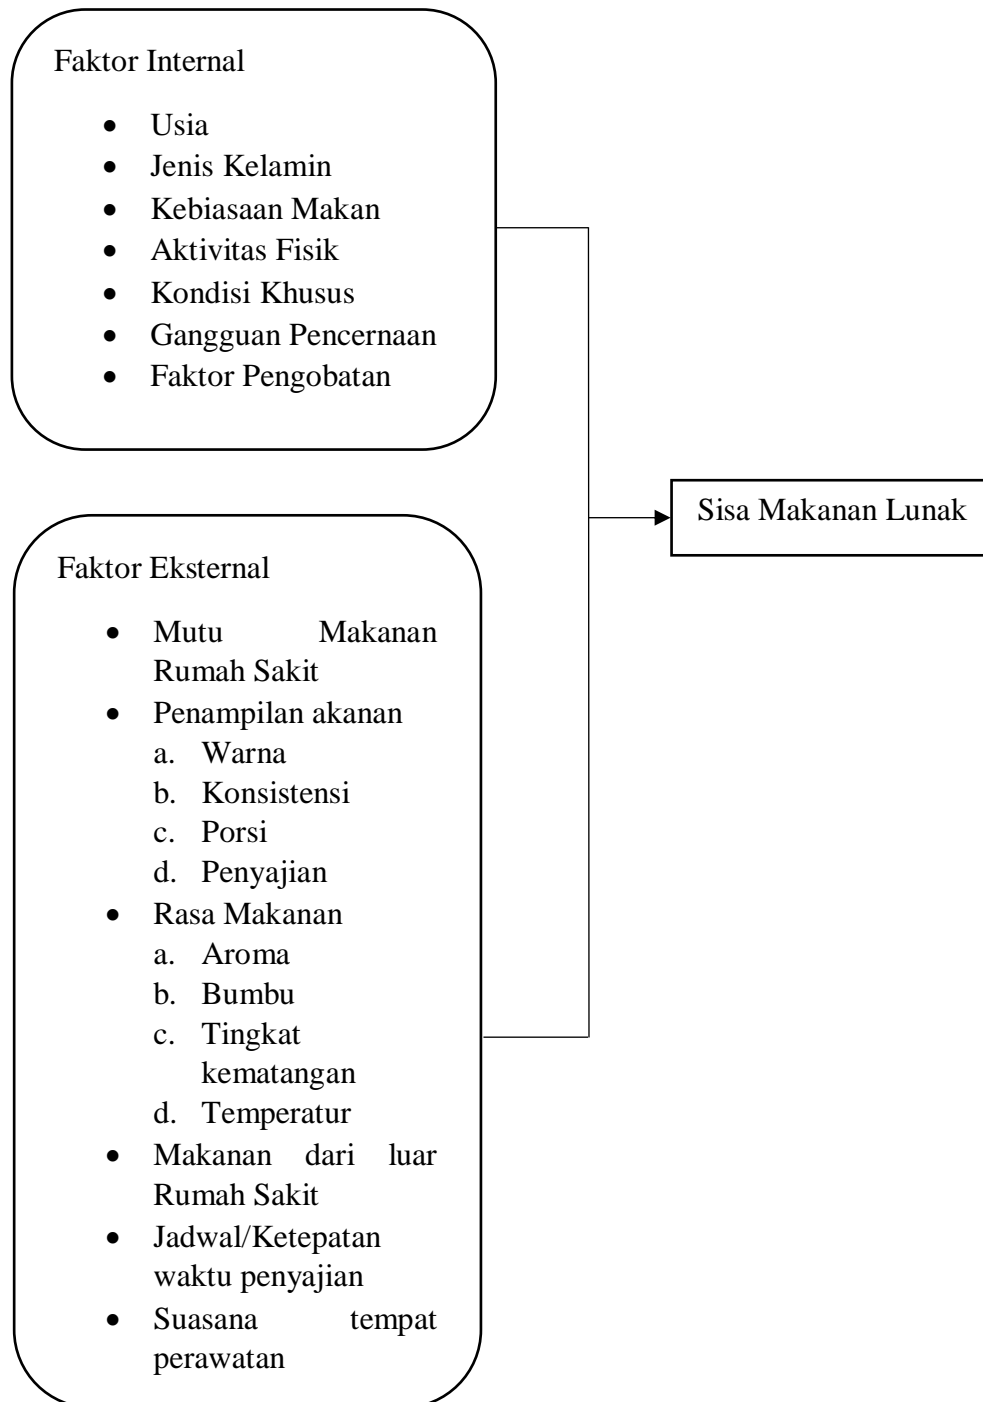 Faktor Internal
• Usia
• Jenis Kelamin
• Kebiasaan Makan
• Aktivitas Fisik
• Kondisi Khusus
• Gangguan Pencernaan
• Faktor Pengobatan
Sisa Makanan Lunak
Faktor Eksternal
• Mutu Makanan
Rumah Sakit
• Penampilan akanan
a. Warna
b. Konsistensi
c. Porsi
d. Penyajian
• Rasa Makanan
a. Aroma
b. Bumbu
c. Tingkat
kematangan
d. Temperatur
• Makanan dari luar
Rumah Sakit
• Jadwal/Ketepatan
waktu penyajian
• Suasana tempat
perawatan